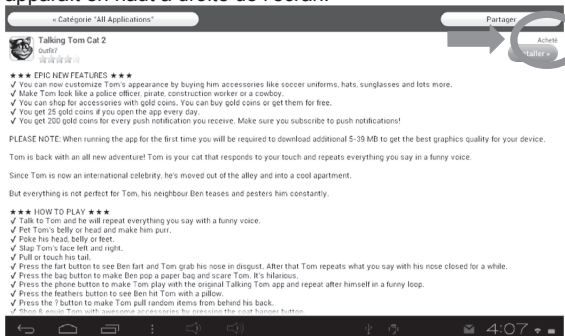 « Catégorie "All Applications"
Partager
Talking Tom Cat 2
Outfit7
Acheté
★★★ EPIC NEW FEATURES ★★★
√ You can now customize Tom's appearance by buying him accessories like soccer uniforms, hats, sunglasses and lots more.
√ Make Tom look like a police officer, pirate, construction worker or a cowboy.
√ You can shop for accessories with gold coins. You can buy gold coins or get them for free.
√ You get 25 gold coins if you open the app every day.
√ You get 200 gold coins for every push notification you receive. Make sure you subscribe to push notifications!
PLEASE NOTE: When running the app for the first time you will be required to download additional 5-39 MB to get the best graphics quality for your device.
Tom is back with an all new adventure! Tom is your cat that responds to your touch and repeats everything you say in a funny voice.
Since Tom is now an international celebrity, he's moved out of the alley and into a cool apartment.
But everything is not perfect for Tom, his neighbour Ben teases and pesters him constantly.
★★★ HOW TO PLAY ★★★
√ Talk to Tom and he will repeat everything you say with a funny voice.
√ Pet Tom's belly or head and make him purr.
√ Poke his head, belly or feet.
√ Slap Tom's face left and right.
√ Pull or touch his tail.
√ Press the fart button to see Ben fart and Tom grab his nose in disgust. After that Tom repeats what you say with his nose closed for a while.
√ Press the bag button to make Ben pop a paper bag and scare Tom. It's hilarious.
√ Press the phone button to make Tom play with the original Talking Tom app and repeat after himself in a funny loop.
√ Press the feathers button to see Ben hit Tom with a pillow.
√ Press the ? button to make Tom pull random items from behind his back.
√ Shop & equip Tom with awesome accessories by pressing the coat hanger button.
4:07